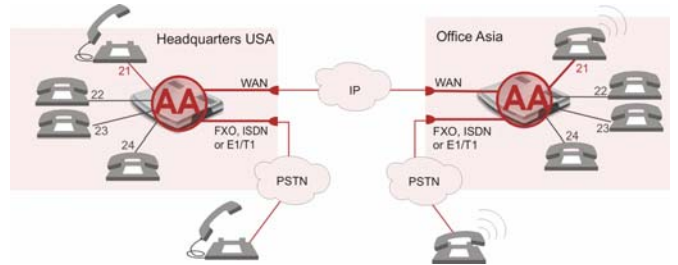 Headquarters USA
21
22
23
24
AA
WAN
FXO, ISDN
or E1/T1
PSTN
IP
Office Asia
21
22
23
24
AA
WAN
FXO, ISDN
or E1/T1
PSTN